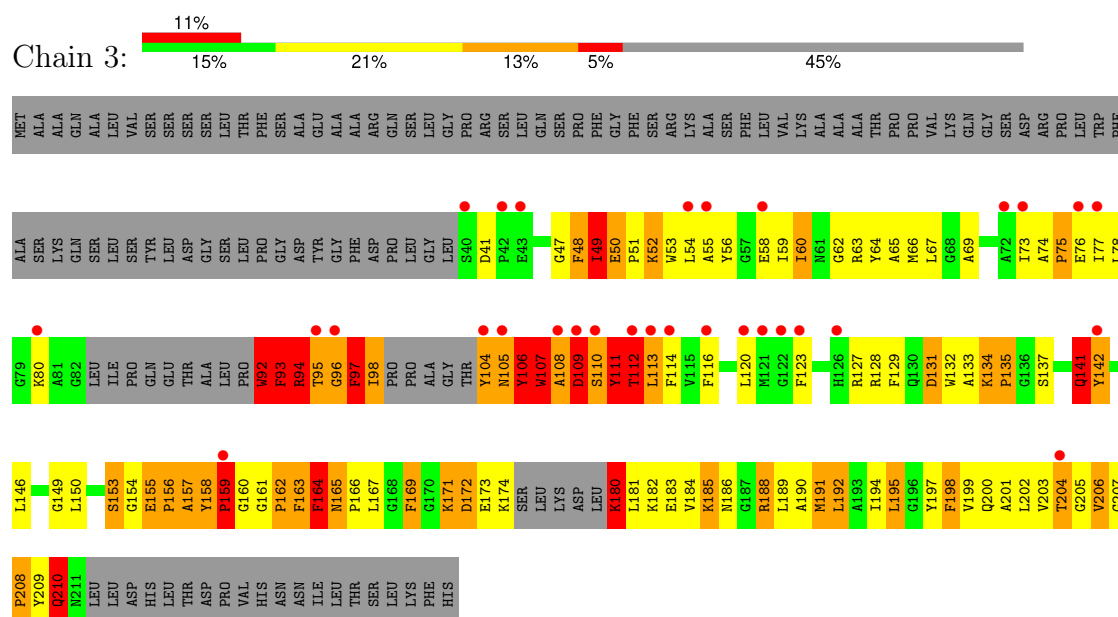 11%
Chain 3:
15% 21% 13% 5% 45%
MET ALA ALA GLN ALA LEU VAL SER SER SER SER LEU THR PHE SER ALA GLU ALA ALA ARG GLN SER LEU GLY PRO ARG SER LEU GLN SER PRO PHE GLY PHE SER ARG LYS ALA SER PHE LEU VAL LYS ALA ALA ALA THR PRO PRO VAL LYS GLN GLY SER ASP ARG PRO LEU TRP PHE
ALA SER LYS GLN SER LEU SER TYR LEU ASP GLY SER LEU PRO GLY ASP TYR GLY PHE ASP PRO LEU GLY LEU S40 D41 P42 E43 G47 F48 I49 E50 P51 K52 W53 L54 A55 Y56 G57 E58 I59 I60 N61 G62 R63 Y64 A65 M66 L67 G68 A69 A72 I73 A74 P75 E76 I77 L78
G79 K80 A81 G82 LEU ILE PRO GLN GLU THR ALA LEU PRO W92 F93 R94 T95 G96 F97 I98 PRO PRO ALA GLY THR Y104 N105 Y106 W107 A108 D109 S110 Y111 T112 L113 F114 V115 F116 L120 M121 G122 F123 H126 R127 R128 F129 Q130 D131 W132 A133 K134 P135 G136 S137 Q141 Y142
L146 G149 L150 S153 G154 E155 P156 A157 Y158 P159 G160 G161 P162 F163 F164 N165 P166 L167 G168 F169 G170 K171 D172 E173 K174 SER LEU LYS ASP LEU K180 L181 K182 E183 V184 K185 N186 G187 R188 L189 A190 M191 L192 A193 I194 L195 G196 Y197 F198 V199 Q200 A201 L202 V203 T204 G205 V206 G207
P208 Y209 Q210 N211 LEU LEU ASP HIS LEU THR ASP PRO VAL HIS ASN ASN ILE LEU THR SER LEU LYS PHE HIS